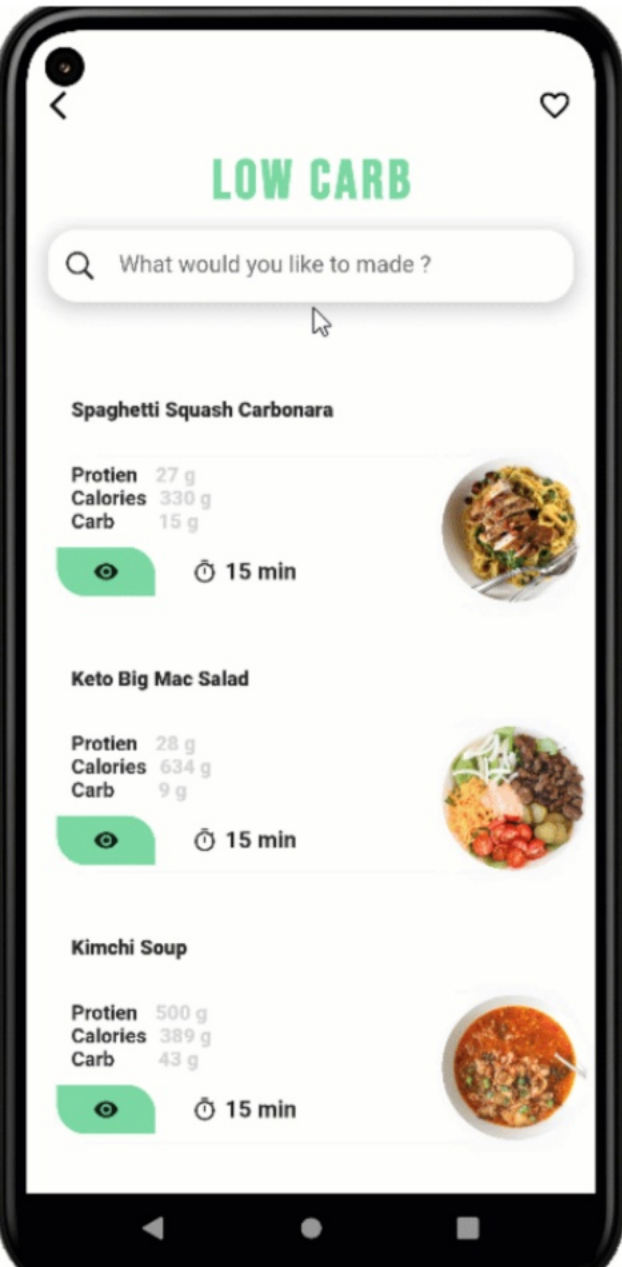 LOW CARB
What would you like to made ?
Spaghetti Squash Carbonara
Protien 27 g
Calories 330 g
Carb 15 g
15 min
Keto Big Mac Salad
Protien 28 g
Calories 634 g
Carb 9 g
15 min
Kimchi Soup
Protien 500 g
Calories 389 g
Carb 43 g
15 min